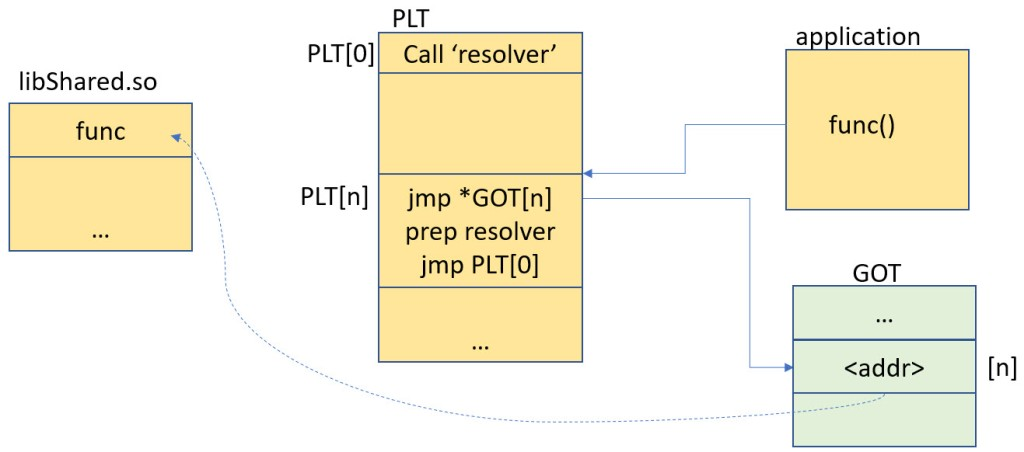 PLT
PLT[0]
Call ‘resolver’
application
libShared.so
func
func()
PLT[n]
jmp *GOT[n]
prep resolver
jmp PLT[0]
...
GOT
...
...
<addr>
[n]